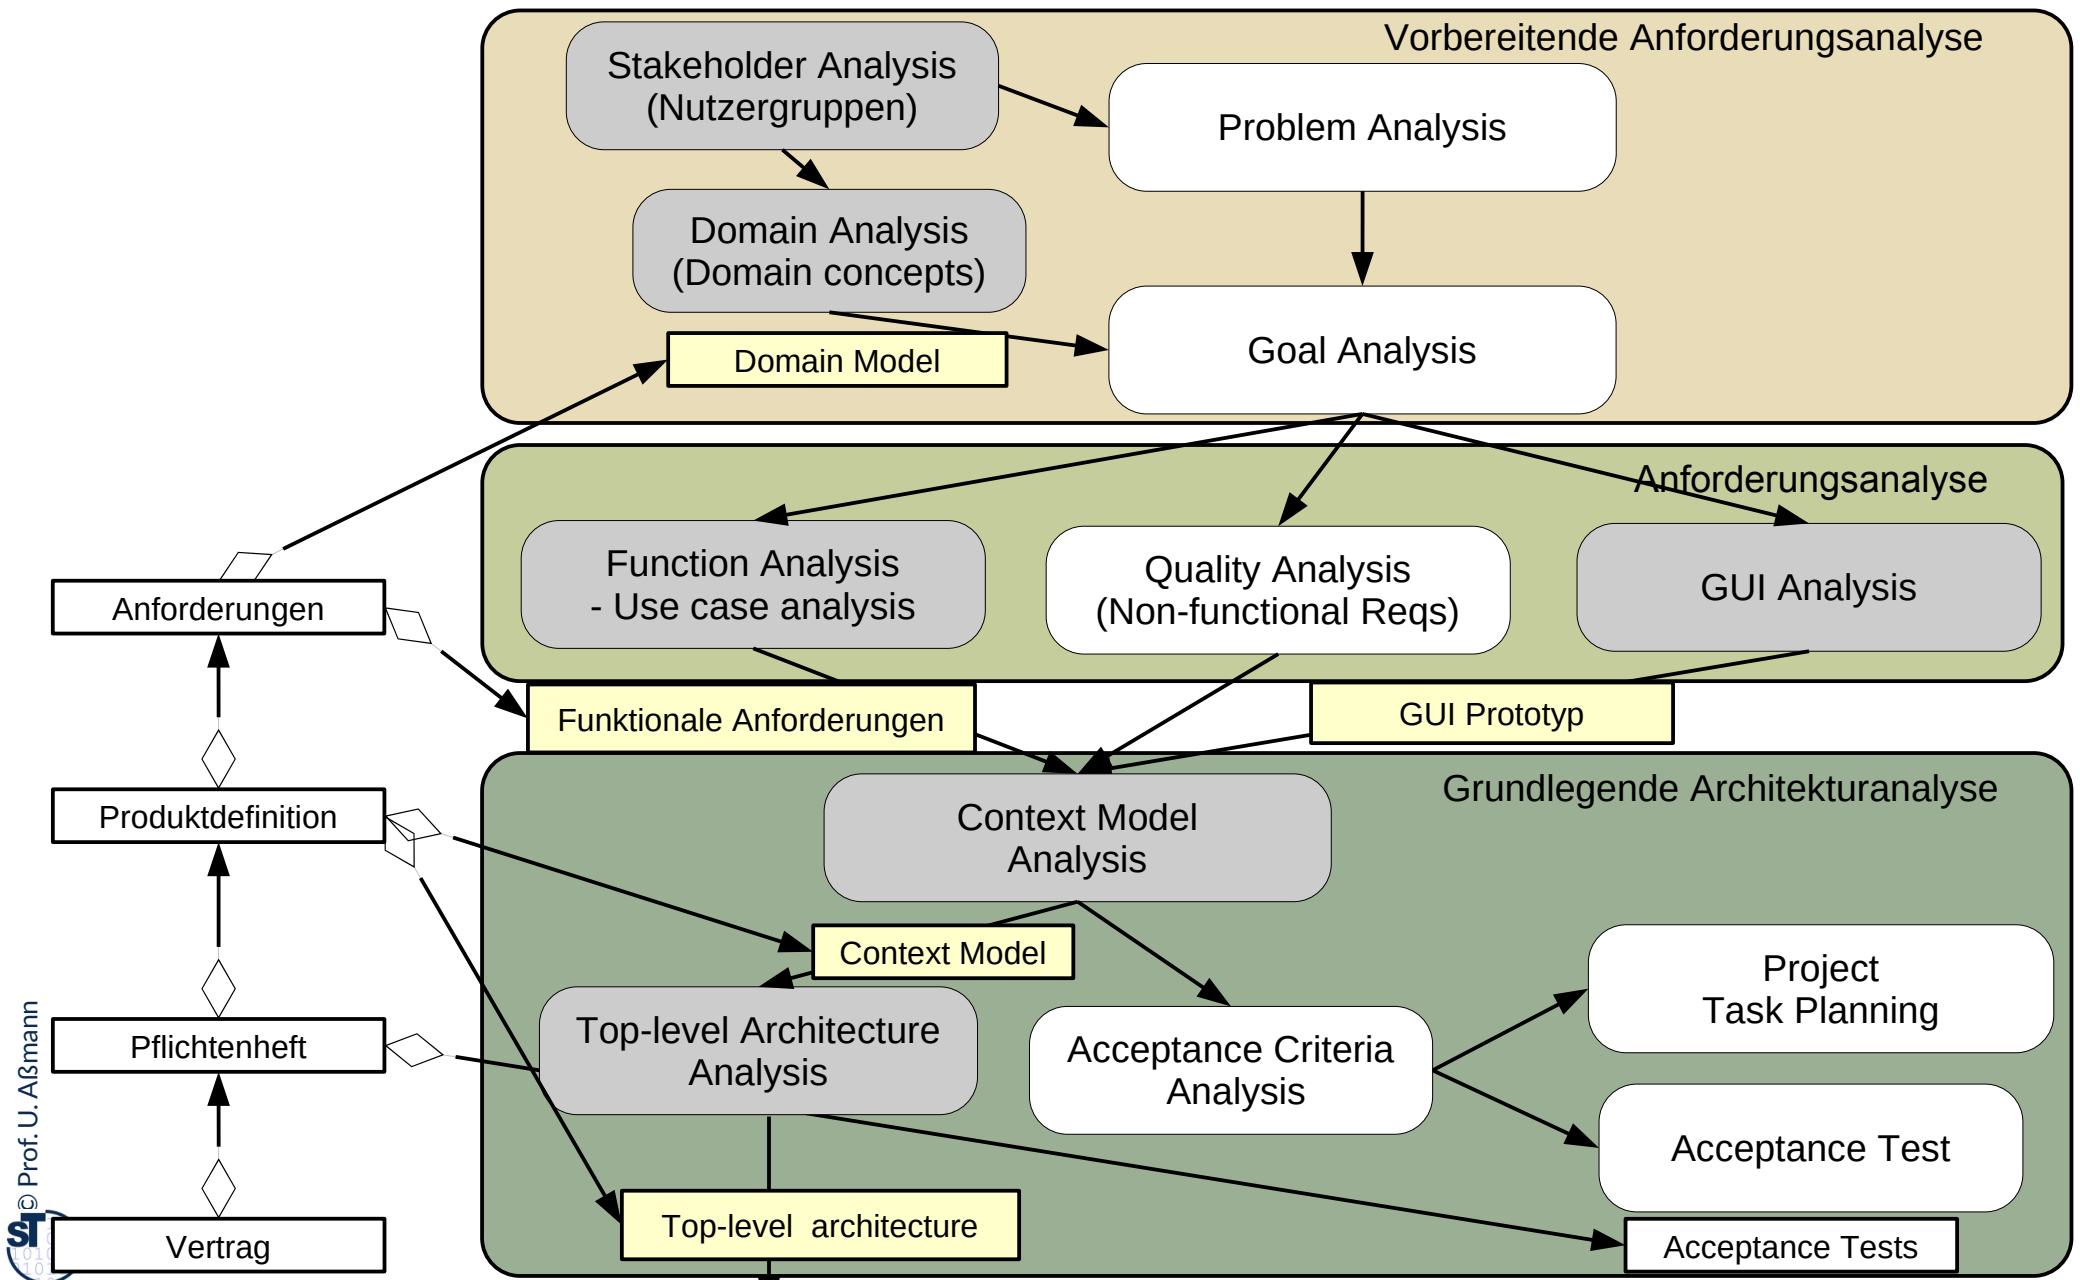 Vorbereitende Anforderungsanalyse
Stakeholder Analysis
(Nutzergruppen)
Problem Analysis
Domain Analysis
(Domain concepts)
Domain Model
Goal Analysis
Anforderungsanalyse
Function Analysis
- Use case analysis
Quality Analysis
(Non-functional Reqs)
GUI Analysis
Anforderungen
Funktionale Anforderungen
GUI Prototyp
Grundlegende Architekturanalyse
Produktdefinition
Context Model
Analysis
Context Model
Project
Task Planning
Pflichtenheft
Top-level Architecture
Analysis
Acceptance Criteria
Analysis
Acceptance Test
Top-level architecture
Acceptance Tests
Vertrag
© Prof. U. Aßmann
ST